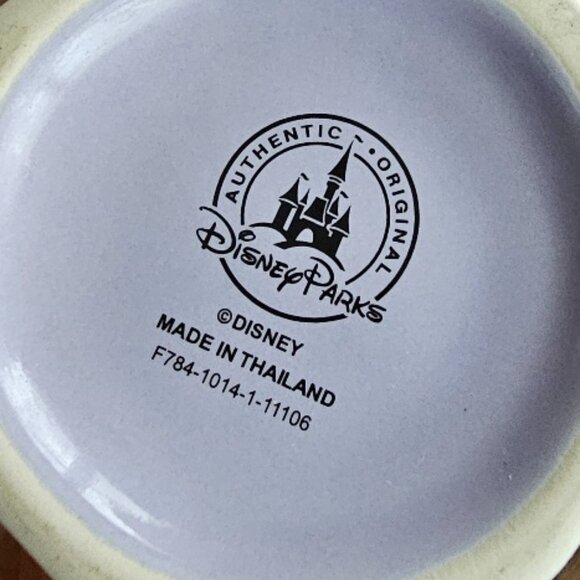 AUTHENTIC • ORIGINAL
Disney Parks
©DISNEY
MADE IN THAILAND
F784-1014-1-11106